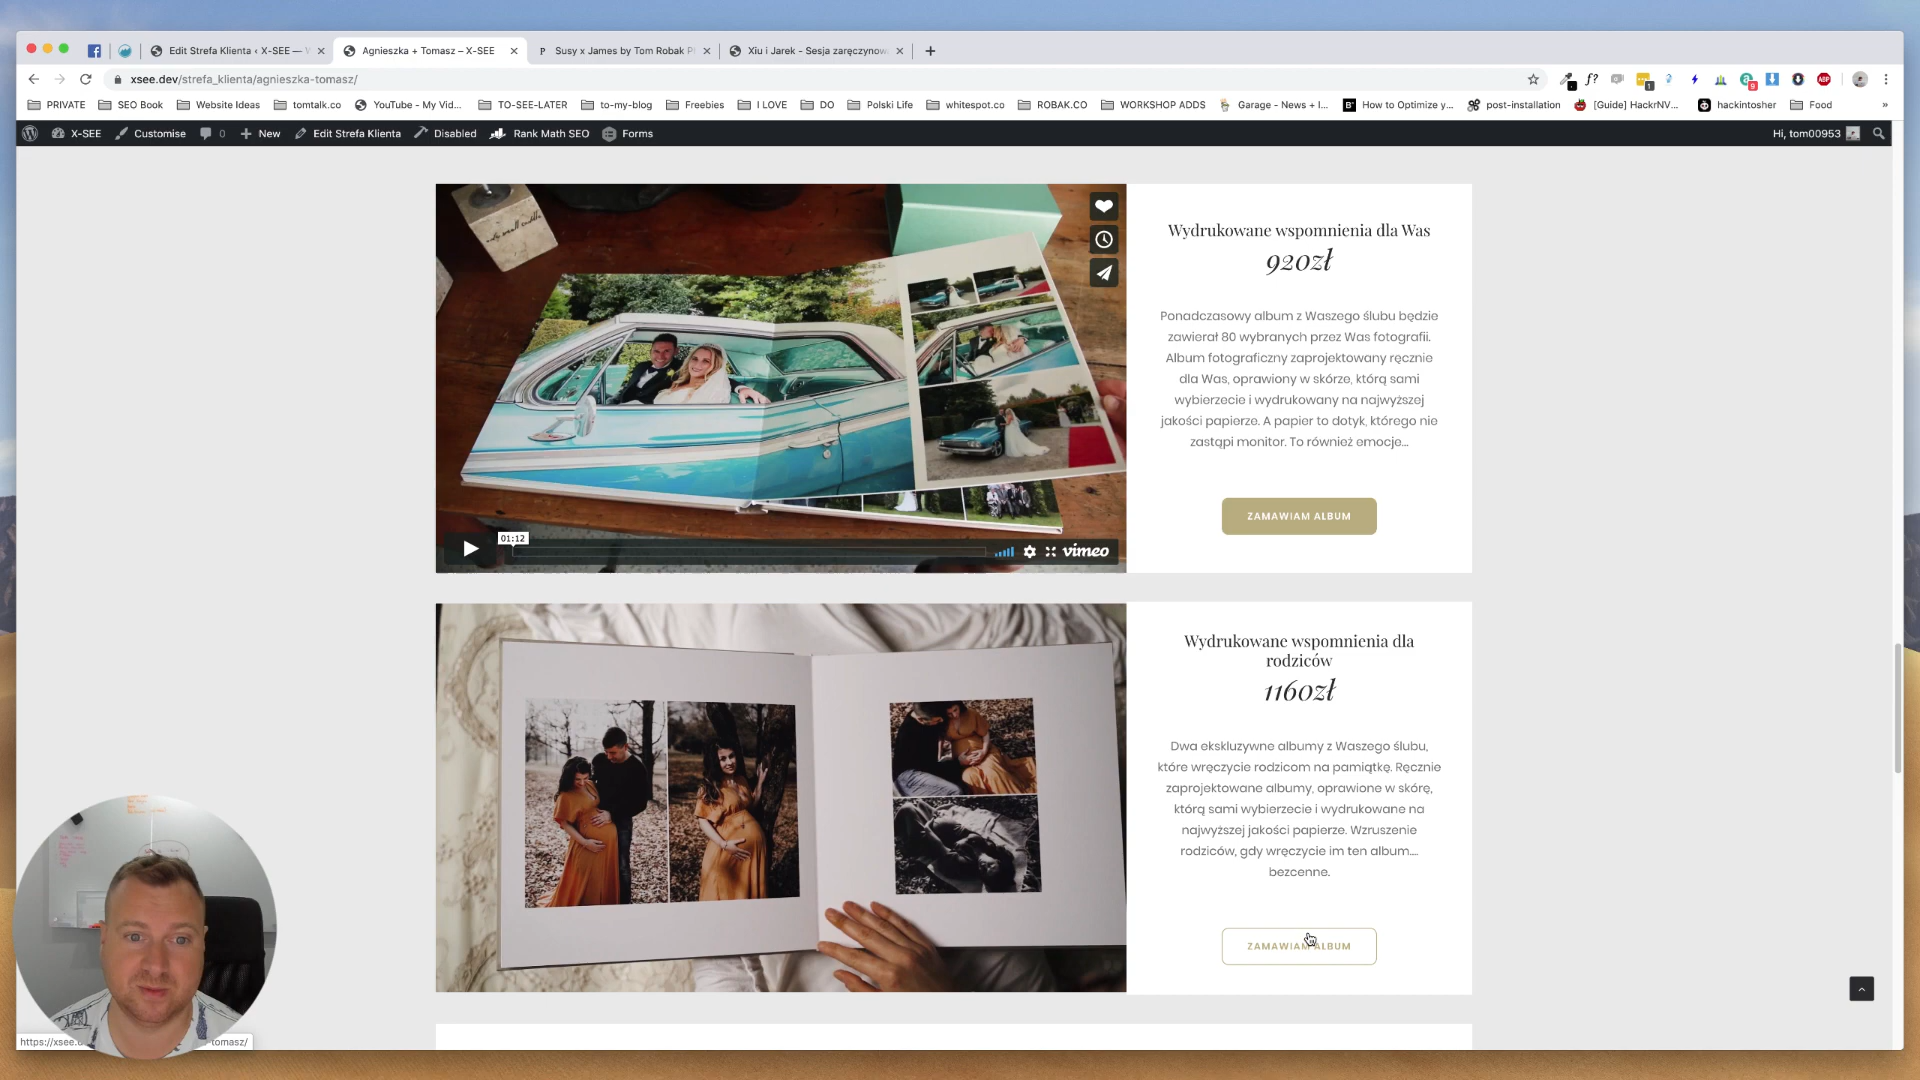 Edit Strefa Klienta ‹ X-SEE — W
Agnieszka + Tomasz – X-SEE
Susy x James by Tom Robak P
Xiu i Jarek - Sesja zaręczynow
xsee.dev/strefa_klienta/agnieszka-tomasz/
PRIVATE
SEO Book
Website Ideas
tomtalk.co
YouTube - My Vid...
TO-SEE-LATER
to-my-blog
Freebies
I LOVE
DO
Polski Life
whitespot.co
ROBAK.CO
WORKSHOP ADDS
Garage - News + I...
How to Optimize y...
post-installation
[Guide] HackrNV...
hackintosher
Food
X-SEE
Customise
0
New
Edit Strefa Klienta
Disabled
Rank Math SEO
Forms
Hi, tom00953
Wydrukowane wspomnienia dla Was
920zł
Ponadczasowy album z Waszego ślubu będzie
zawierał 80 wybranych przez Was fotografii.
Album fotograficzny zaprojektowany ręcznie
dla Was, oprawiony w skórze, którą sami
wybierzecie i wydrukowany na najwyższej
jakości papierze. A papier to dotyk, którego nie
zastąpi monitor. To również emocje...
ZAMAWIAM ALBUM
01:12
vimeo
Wydrukowane wspomnienia dla
rodziców
1160zł
Dwa ekskluzywne albumy z Waszego ślubu,
które wręczycie rodzicom na pamiątkę. Ręcznie
zaprojektowane albumy, oprawione w skórę,
którą sami wybierzecie i wydrukowane na
najwyższej jakości papierze. Wzruszenie
rodziców, gdy wręczycie im ten album....
bezcenne.
ZAMAWIAM ALBUM
https://xsee.d
tomasz/